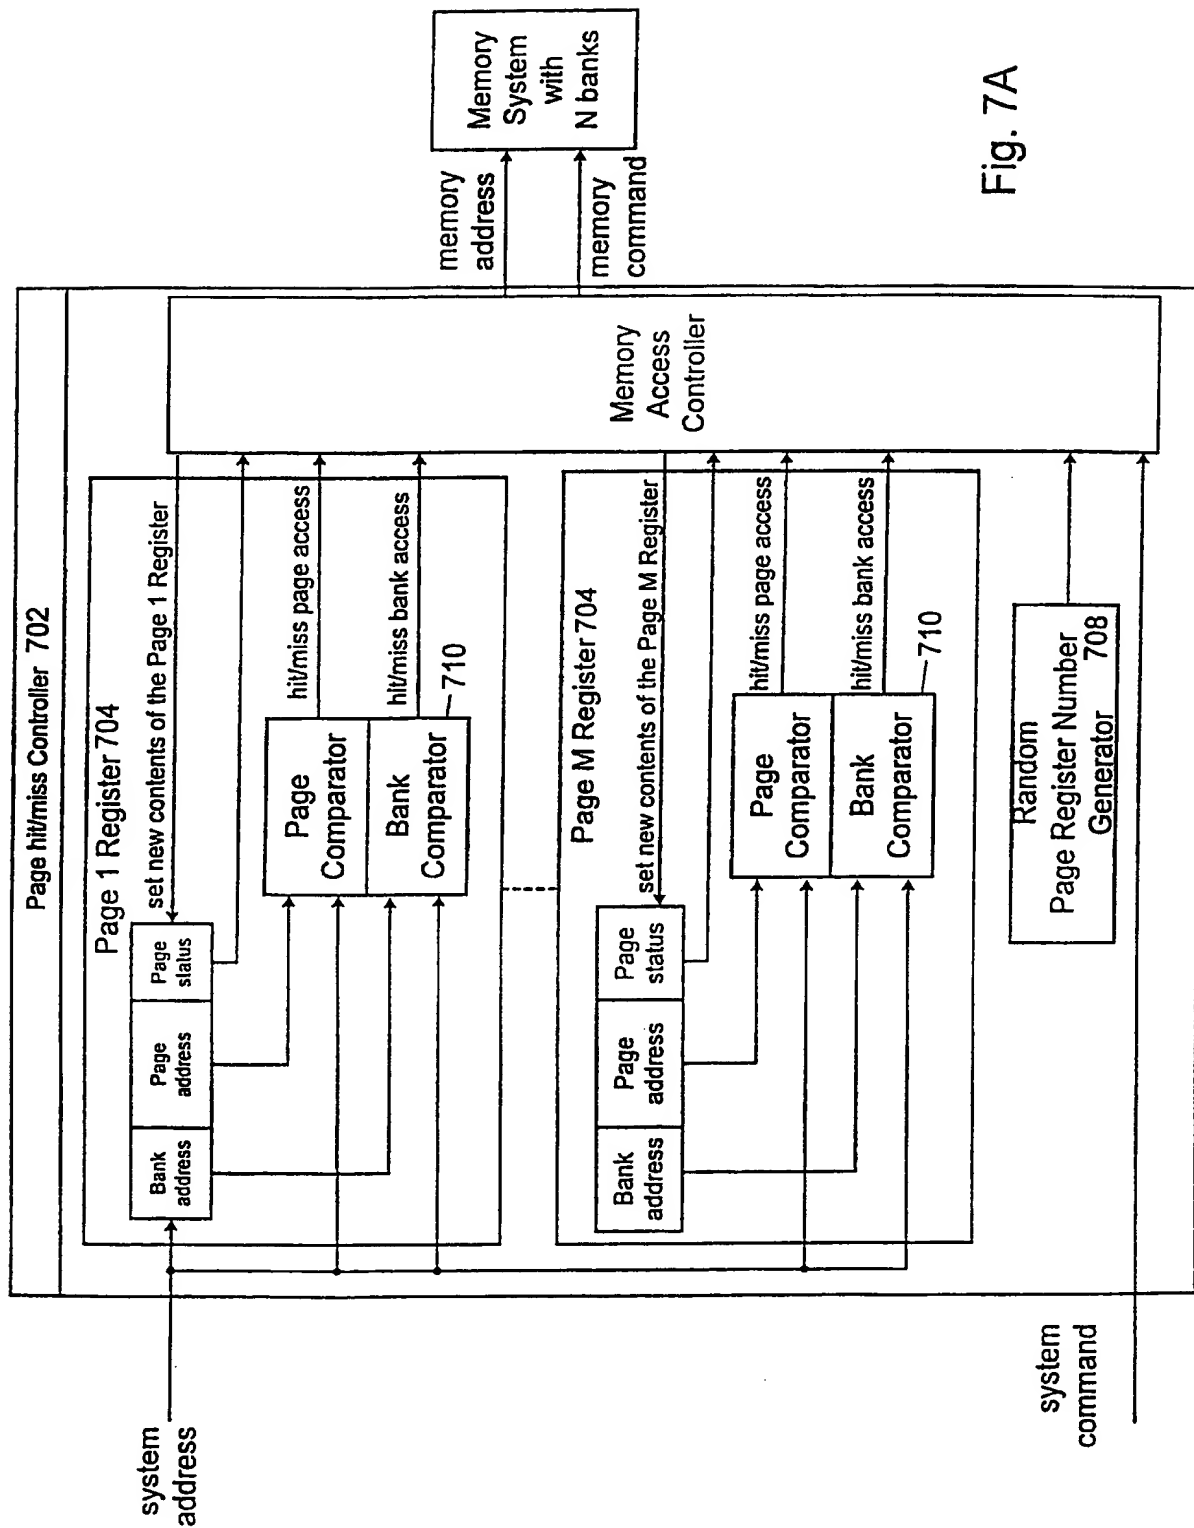 Page hit/miss Controller 702
Page 1 Register 704
set new contents of the Page 1 Register
Bank
address
Page
address
Page
status
Page
Comparator
Bank
Comparator
710
hit/miss page access
hit/miss bank access
Page M Register 704
set new contents of the Page M Register
Bank
address
Page
address
Page
status
Page
Comparator
Bank
Comparator
710
hit/miss page access
hit/miss bank access
Random
Page Register Number
Generator 708
Memory
Access
Controller
memory
address
memory
command
Memory
System
with
N banks
system
address
system
command
Fig. 7A